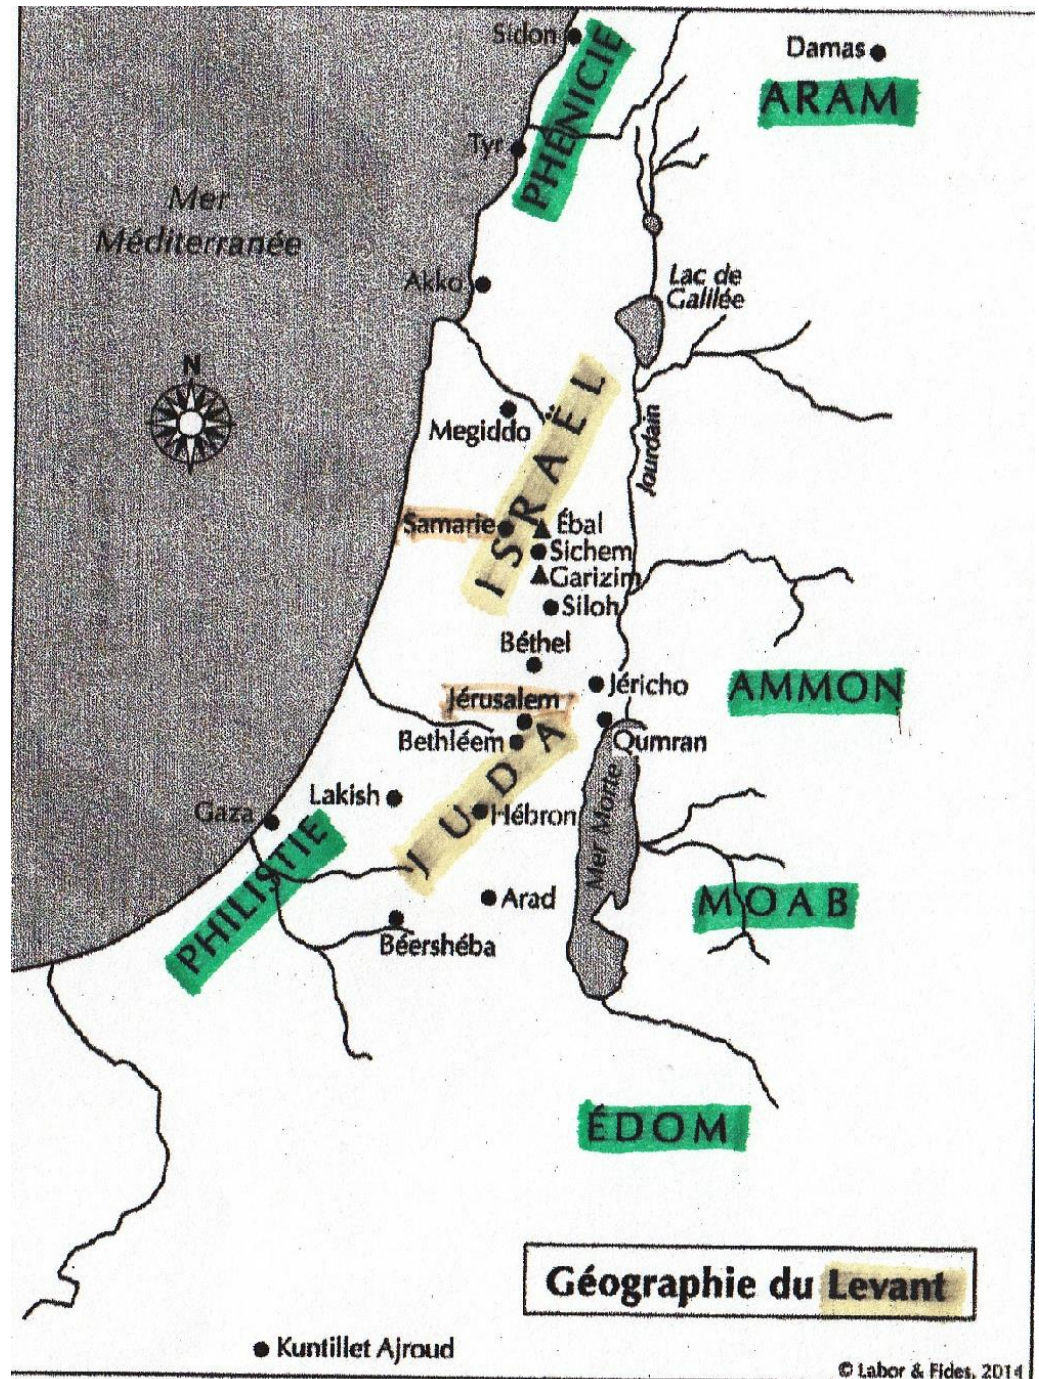 Sidon
Damas
PHÉNICIE
ARAM
Tyr
Mer
Méditerranée
Akko
Lac de
Galilée
N
ISRAËL
Megiddo
Jourdain
Samarie
Ébal
Sichem
Garizim
Siloh
Béthel
Jéricho
AMMON
Jérusalem
Bethléem
Qumran
JUDA
Lakish
Hébron
Gaza
Mer Morte
PHILISTIE
Arad
MOAB
Béershéba
ÉDOM
Géographie du Levant
Kuntillet Ajroud
© Labor & Fides, 2014